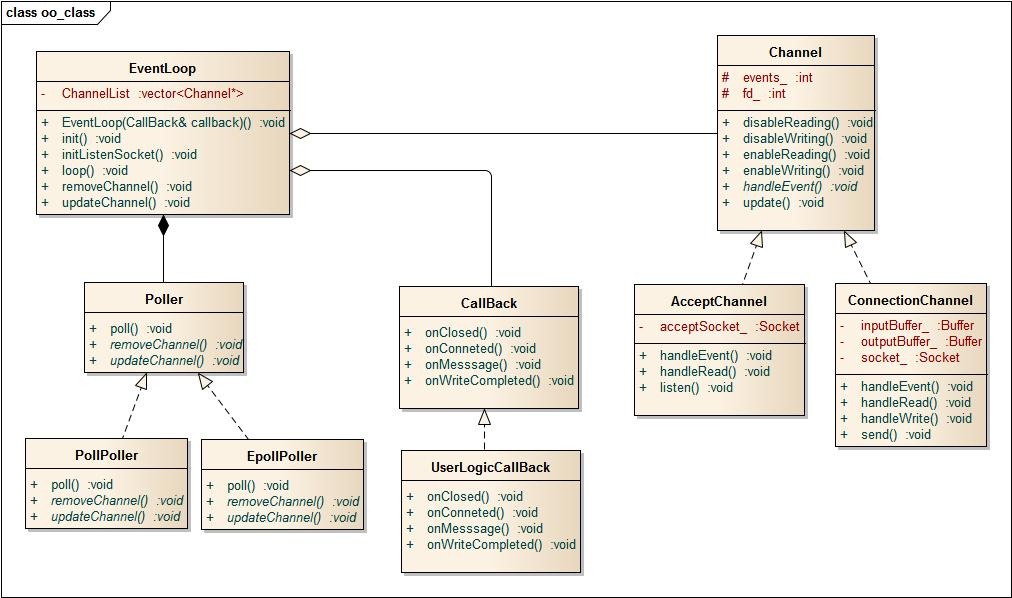 class oo_class
EventLoop
- ChannelList :vector<Channel*>
+ EventLoop(CallBack& callback)() :void
+ init() :void
+ initListenSocket() :void
+ loop() :void
+ removeChannel() :void
+ updateChannel() :void
Channel
# events_ :int
# fd_ :int
+ disableReading() :void
+ disableWriting() :void
+ enableReading() :void
+ enableWriting() :void
+ handleEvent() :void
+ update() :void
Poller
+ poll() :void
+ removeChannel() :void
+ updateChannel() :void
CallBack
+ onClosed() :void
+ onConneted() :void
+ onMesssage() :void
+ onWriteCompleted() :void
AcceptChannel
- acceptSocket_ :Socket
+ handleEvent() :void
+ handleRead() :void
+ listen() :void
ConnectionChannel
- inputBuffer_ :Buffer
- outputBuffer_ :Buffer
- socket_ :Socket
+ handleEvent() :void
+ handleRead() :void
+ handleWrite() :void
+ send() :void
PollPoller
+ poll() :void
+ removeChannel() :void
+ updateChannel() :void
EpollPoller
+ poll() :void
+ removeChannel() :void
+ updateChannel() :void
UserLogicCallBack
+ onClosed() :void
+ onConneted() :void
+ onMesssage() :void
+ onWriteCompleted() :void